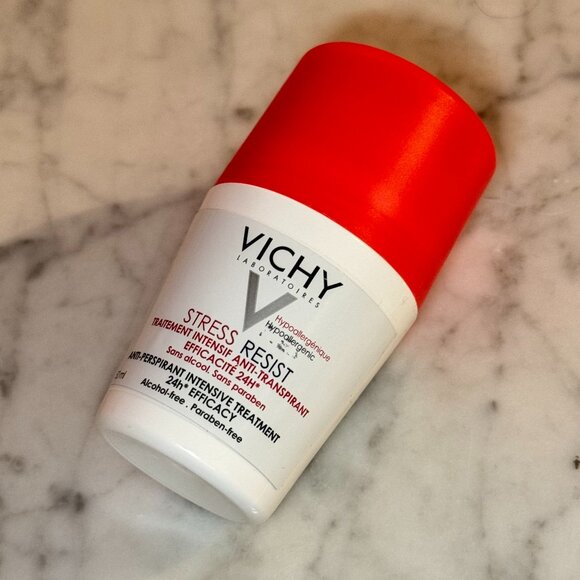 VICHY
LABORATOIRES
V
Hypoallergénique
Hypoallergenic
STRESS RESIST
TRAITEMENT INTENSIF ANTI-TRANSPIRANT
EFFICACITÉ 24H*
Sans alcool. Sans paraben
ANTI-PERSPIRANT INTENSIVE TREATMENT
24h* EFFICACY
Alcohol-free . Paraben-free
ml